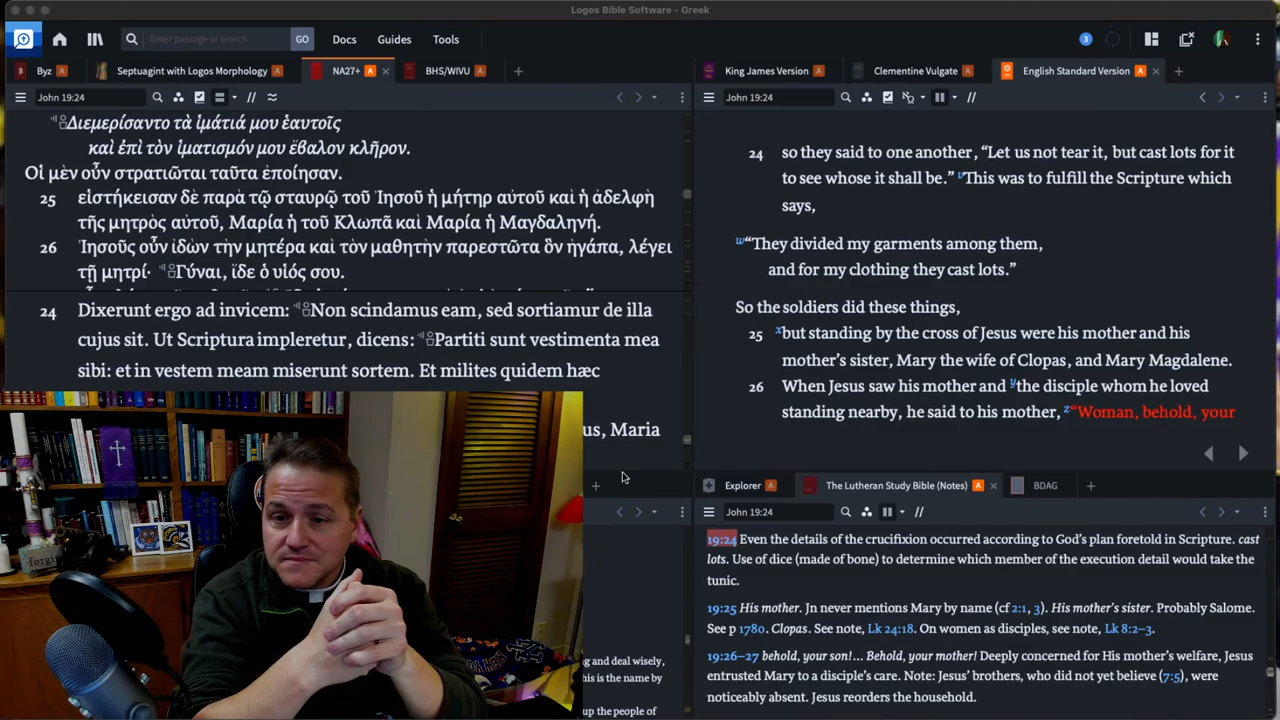 Logos Bible Software - Greek
Enter passage or search
GO
Docs
Guides
Tools
3
Byz A
Septuagint with Logos Morphology A
NA27+ A
BHS/WIVU A
John 19:24
Διεμερίσαντο τὰ ἱμάτιά μου ἑαυτοῖς
καὶ ἐπὶ τὸν ἱματισμόν μου ἔβαλον κλῆρον.
Οἱ μὲν οὖν στρατιῶται ταῦτα ἐποίησαν.
25 εἱστήκεισαν δὲ παρὰ τῷ σταυρῷ τοῦ Ἰησοῦ ἡ μήτηρ αὐτοῦ καὶ ἡ ἀδελφὴ
τῆς μητρὸς αὐτοῦ, Μαρία ἡ τοῦ Κλωπᾶ καὶ Μαρία ἡ Μαγδαληνή.
26 Ἰησοῦς οὖν ἰδὼν τὴν μητέρα καὶ τὸν μαθητὴν παρεστῶτα ὃν ἠγάπα, λέγει
τῇ μητρί· Γύναι, ἴδε ὁ υἱός σου.
24 Dixerunt ergo ad invicem: Non scindamus eam, sed sortiamur de illa
cujus sit. Ut Scriptura impleretur, dicens: Partiti sunt vestimenta mea
sibi: et in vestem meam miserunt sortem. Et milites quidem hæc
us, Maria
g and deal wisely,
his is the name by
up the people of
King James Version A
Clementine Vulgate A
English Standard Version A
John 19:24
24 so they said to one another, “Let us not tear it, but cast lots for it
to see whose it shall be.” vThis was to fulfill the Scripture which
says,
w“They divided my garments among them,
and for my clothing they cast lots.”
So the soldiers did these things,
25 xbut standing by the cross of Jesus were his mother and his
mother’s sister, Mary the wife of Clopas, and Mary Magdalene.
26 When Jesus saw his mother and ythe disciple whom he loved
standing nearby, he said to his mother, z“Woman, behold, your
Explorer A
The Lutheran Study Bible (Notes) A
BDAG
John 19:24
19:24 Even the details of the crucifixion occurred according to God’s plan foretold in Scripture. cast
lots. Use of dice (made of bone) to determine which member of the execution detail would take the
tunic.
19:25 His mother. Jn never mentions Mary by name (cf 2:1, 3). His mother’s sister. Probably Salome.
See p 1780. Clopas. See note, Lk 24:18. On women as disciples, see note, Lk 8:2–3.
19:26–27 behold, your son!… Behold, your mother! Deeply concerned for His mother’s welfare, Jesus
entrusted Mary to a disciple’s care. Note: Jesus’ brothers, who did not yet believe (7:5), were
noticeably absent. Jesus reorders the household.